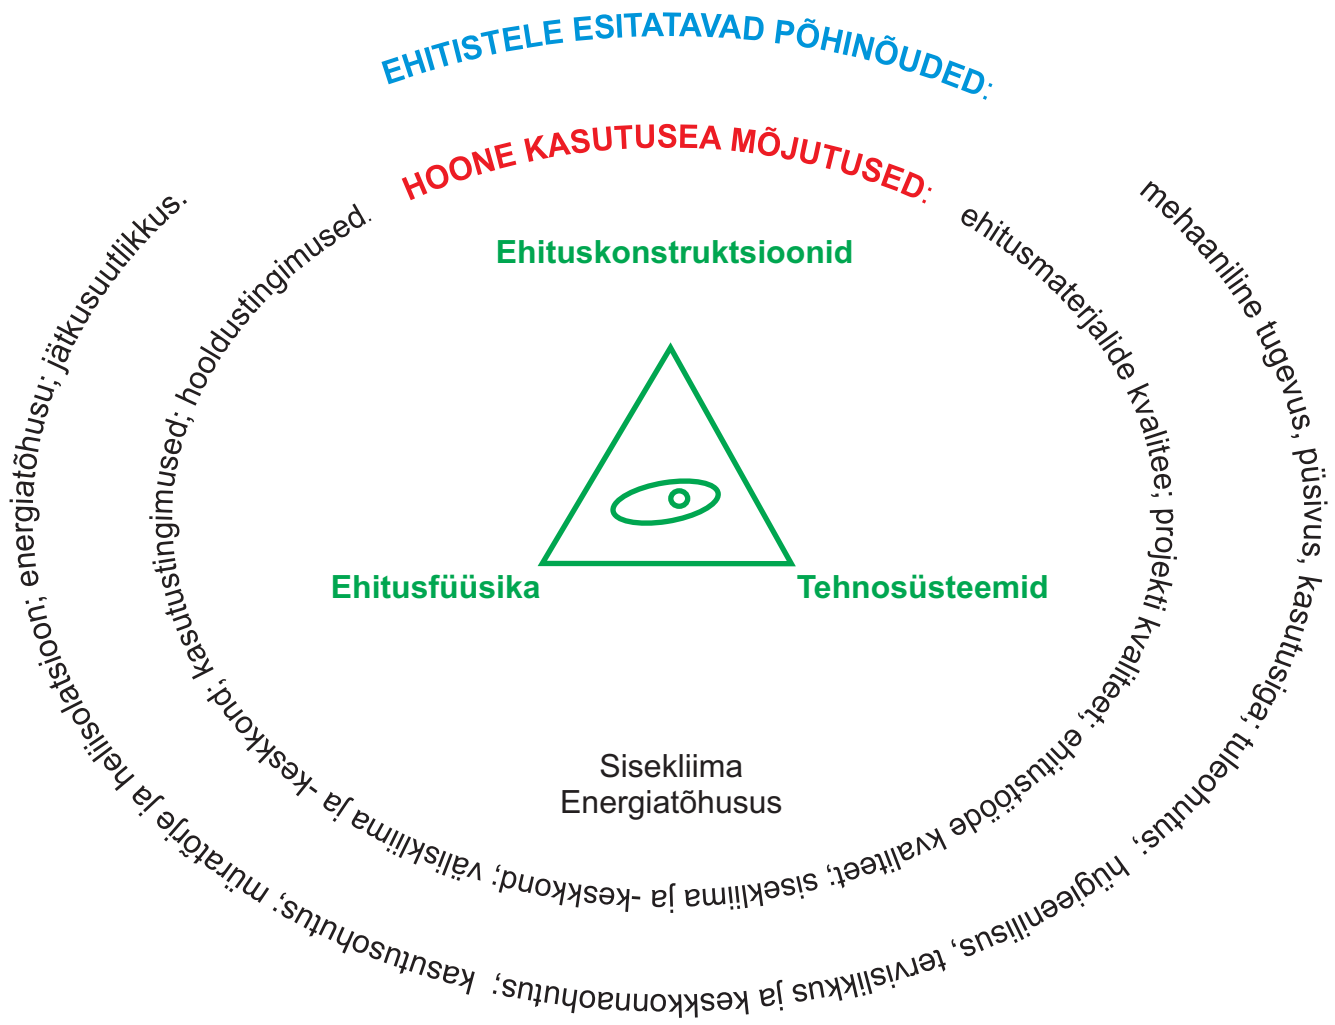 EHITISTELE ESITATAVAD PÕHINÕUDED:
mehaaniline tugevus, püsivus, kasutusiga; tuleohutus; hügieenilisus, tervislikkus ja keskkonnaohutus; kasutusohutus; müratõrje ja heliisolatsioon; energiatõhusu; jätkusuutlikkus.
HOONE KASUTUSEA MÕJUTUSED:
ehitusmaterjalide kvalitee; projekti kvaliteet; ehitustööde kvaliteet; sisekliima ja -keskkond; väliskliima ja -keskkond; kasutustingimused; hooldustingimused.
Ehituskonstruktsioonid
Ehitusfüüsika
Tehnosüsteemid
Sisekliima
Energiatõhusus